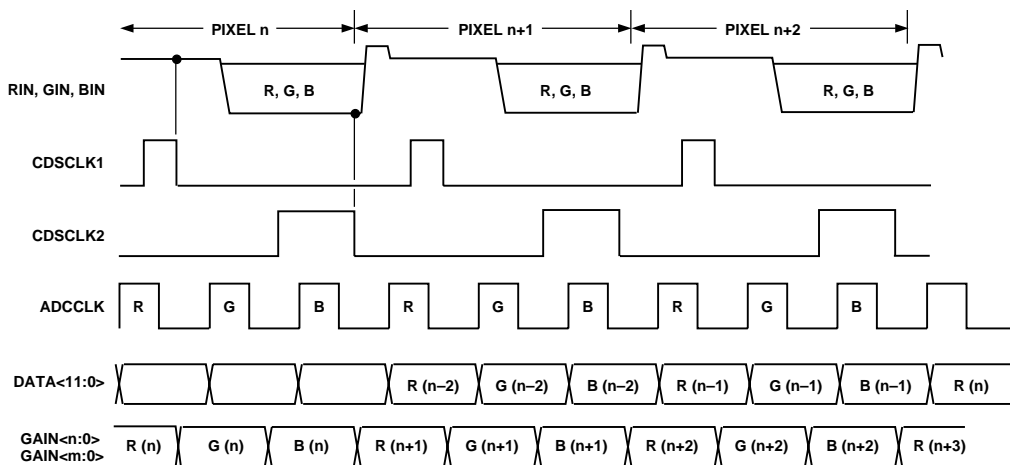 PIXEL n PIXEL n+1 PIXEL n+2
RIN, GIN, BIN R, G, B R, G, B R, G, B
CDSCLK1
CDSCLK2
ADCCLK R G B R G B R G B
DATA<11:0> R (n–2) G (n–2) B (n–2) R (n–1) G (n–1) B (n–1) R (n)
GAIN<n:0>
GAIN<m:0> R (n) G (n) B (n) R (n+1) G (n+1) B (n+1) R (n+2) G (n+2) B (n+2) R (n+3)